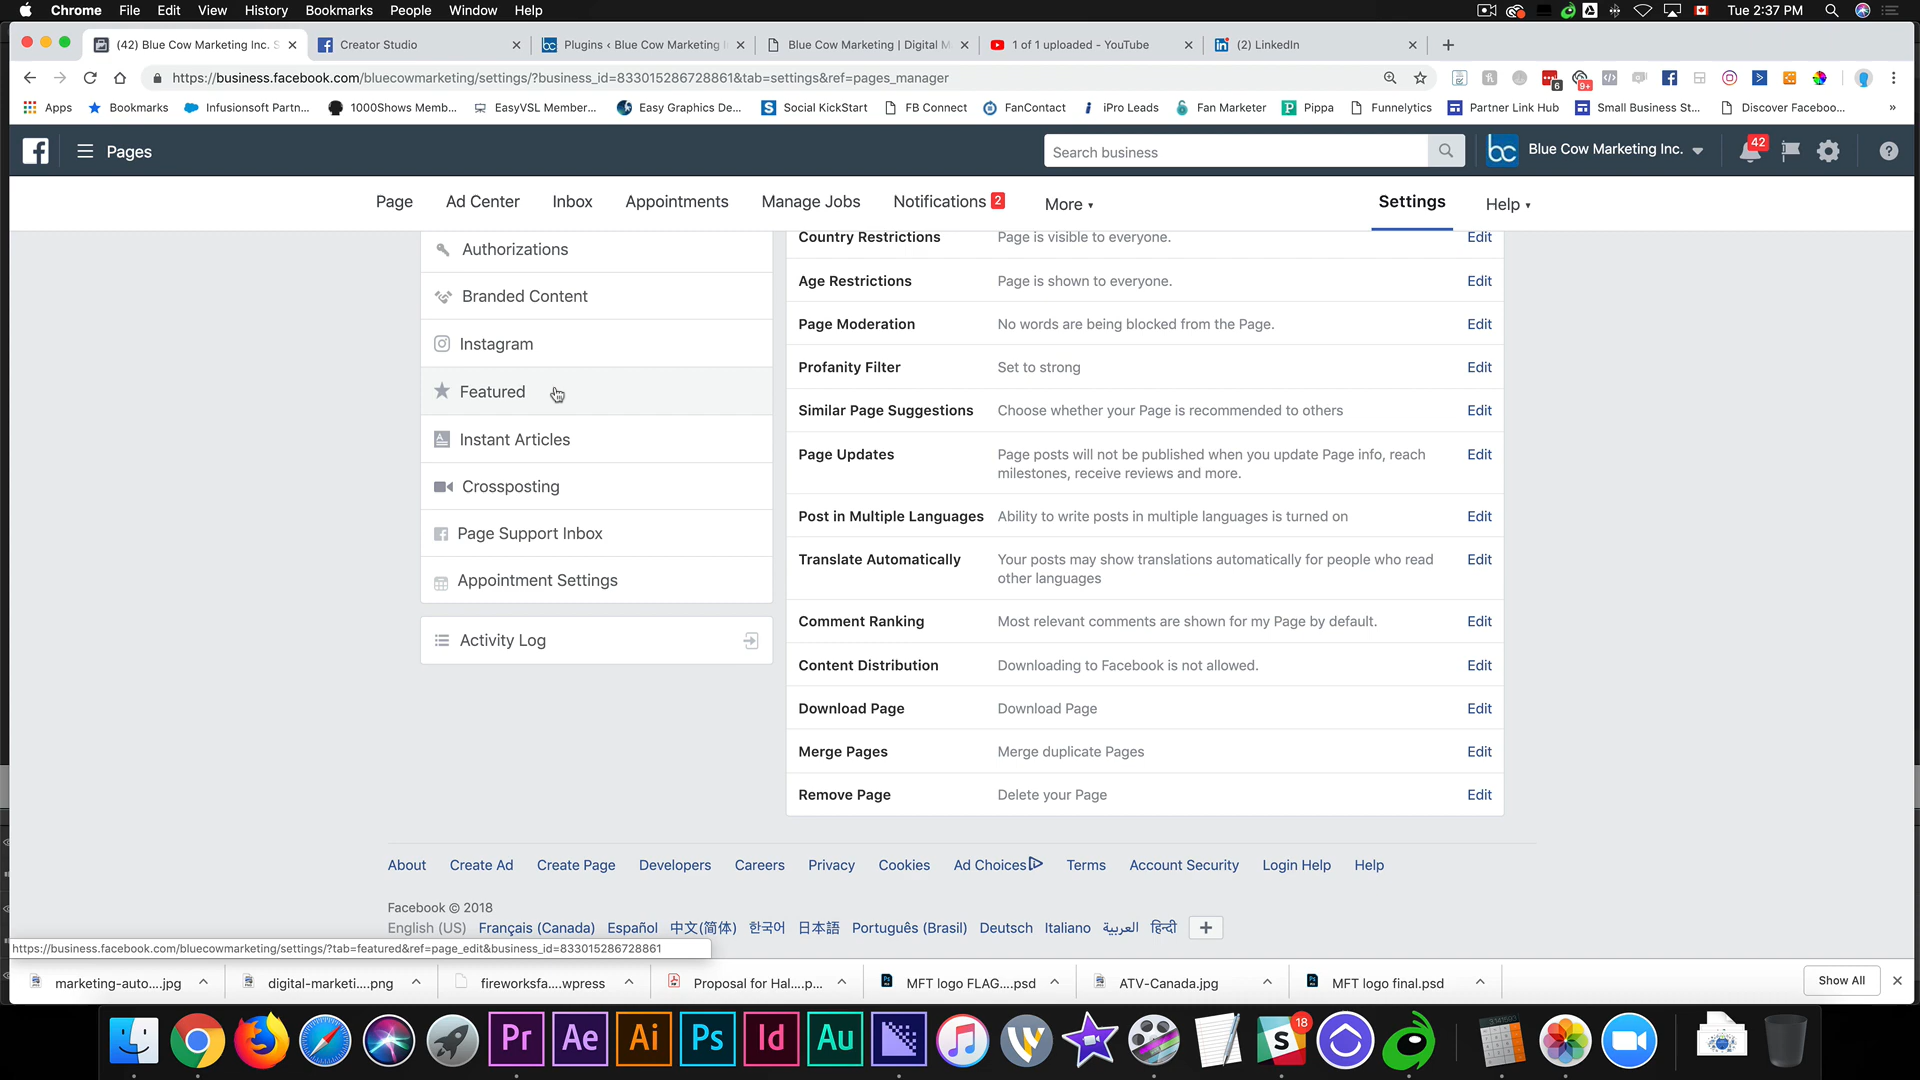 Chrome File Edit View History Bookmarks People Window Help
Tue 2:37 PM
(42) Blue Cow Marketing Inc. S
Creator Studio
Plugins ‹ Blue Cow Marketing I
Blue Cow Marketing | Digital M
1 of 1 uploaded - YouTube
(2) LinkedIn
https://business.facebook.com/bluecowmarketing/settings/?business_id=833015286728861&tab=settings&ref=pages_manager
6
9+
Apps
Bookmarks
Infusionsoft Partn...
1000Shows Memb...
EasyVSL Member...
Easy Graphics De...
Social KickStart
FB Connect
FanContact
iPro Leads
Fan Marketer
Pippa
Funnelytics
Partner Link Hub
Small Business St...
Discover Faceboo...
»
Pages
Search business
bc
Blue Cow Marketing Inc.
42
Page
Ad Center
Inbox
Appointments
Manage Jobs
Notifications 2
More
Settings
Help
Authorizations
Branded Content
Instagram
Featured
Instant Articles
Crossposting
Page Support Inbox
Appointment Settings
Activity Log
Country Restrictions Page is visible to everyone. Edit
Age Restrictions Page is shown to everyone. Edit
Page Moderation No words are being blocked from the Page. Edit
Profanity Filter Set to strong Edit
Similar Page Suggestions Choose whether your Page is recommended to others Edit
Page Updates Page posts will not be published when you update Page info, reach Edit
milestones, receive reviews and more.
Post in Multiple Languages Ability to write posts in multiple languages is turned on Edit
Translate Automatically Your posts may show translations automatically for people who read Edit
other languages
Comment Ranking Most relevant comments are shown for my Page by default. Edit
Content Distribution Downloading to Facebook is not allowed. Edit
Download Page Download Page Edit
Merge Pages Merge duplicate Pages Edit
Remove Page Delete your Page Edit
About Create Ad Create Page Developers Careers Privacy Cookies Ad Choices Terms Account Security Login Help Help
Facebook © 2018
English (US) Français (Canada) Español 中文(简体) 한국어 日本語 Português (Brasil) Deutsch Italiano العربية हिन्दी +
https://business.facebook.com/bluecowmarketing/settings/?tab=featured&ref=page_edit&business_id=833015286728861
marketing-auto....jpg
digital-marketi....png
fireworksfa....wpress
Proposal for Hal....p...
MFT logo FLAG....psd
ATV-Canada.jpg
MFT logo final.psd
Show All
Pr Ae Ai Ps Id Au
S 18